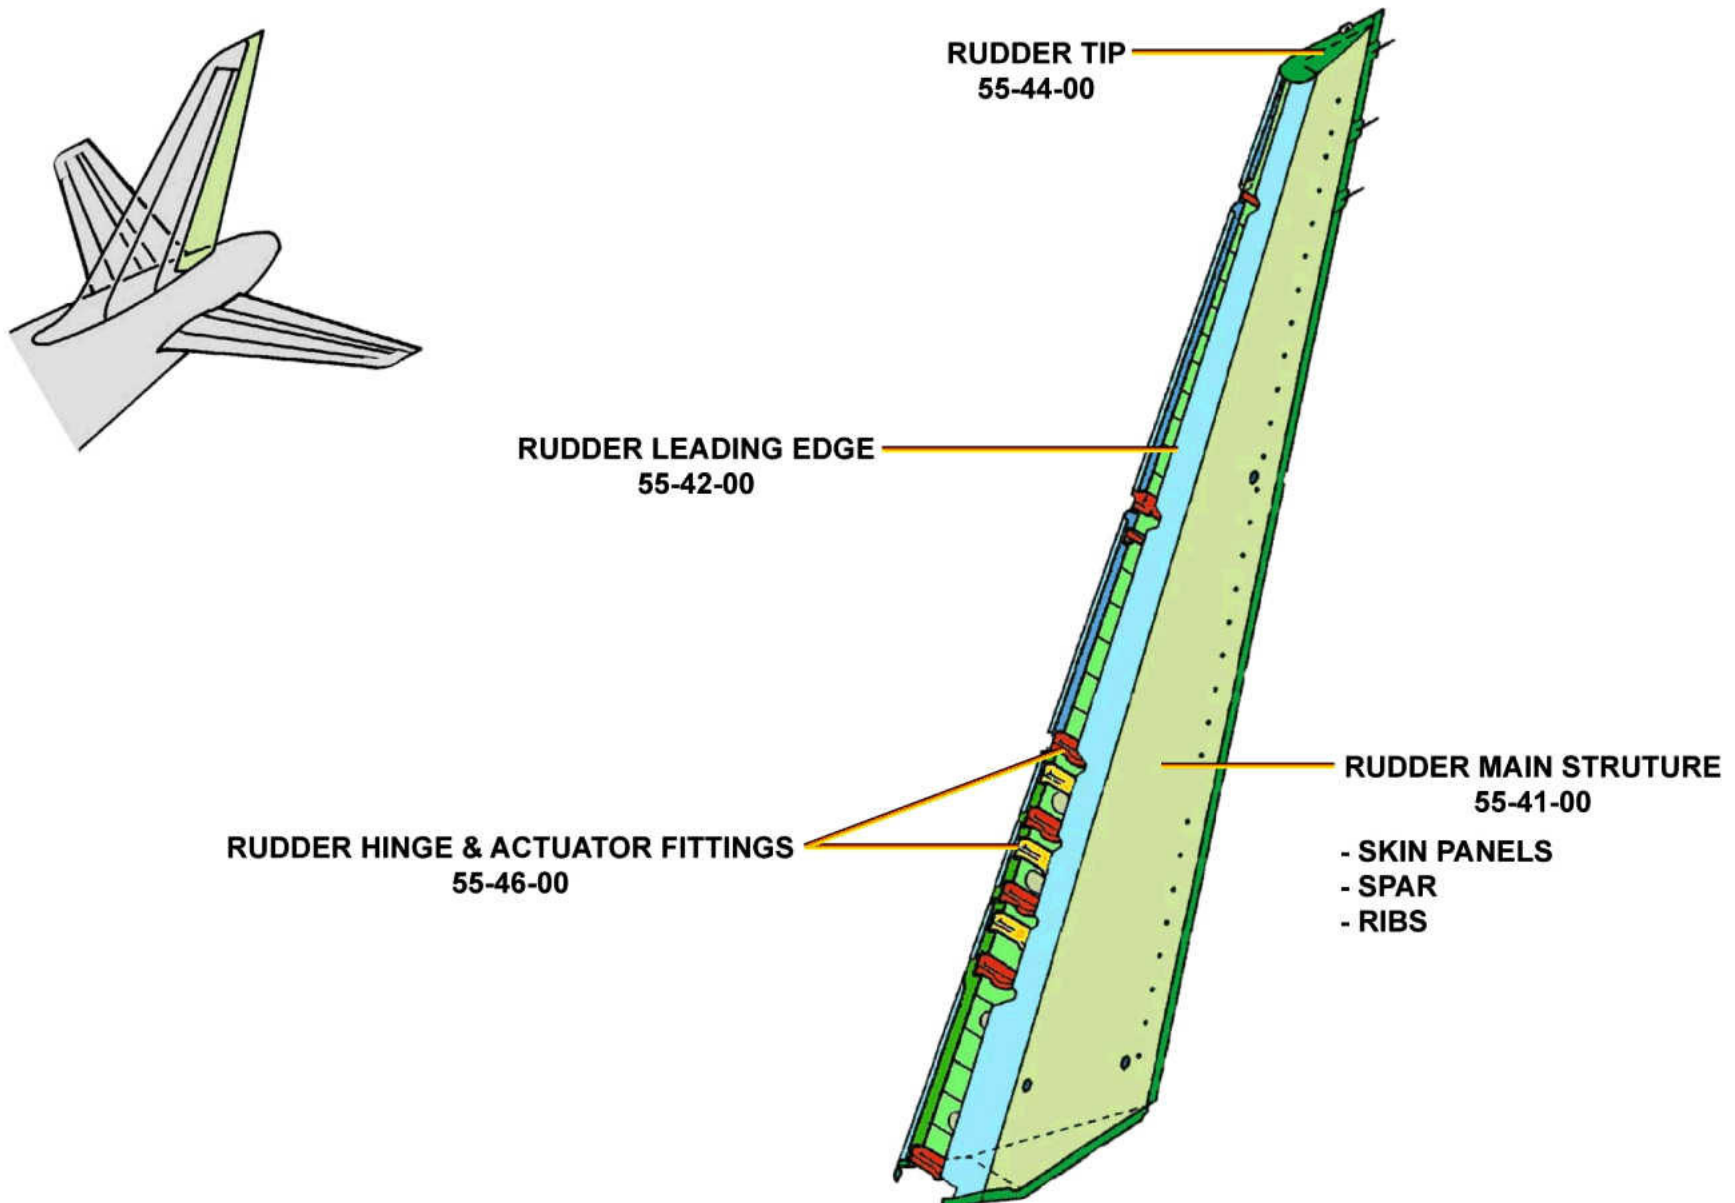 RUDDER TIP
55-44-00
RUDDER LEADING EDGE
55-42-00
RUDDER MAIN STRUTURE
55-41-00
- SKIN PANELS
- SPAR
- RIBS
RUDDER HINGE & ACTUATOR FITTINGS
55-46-00